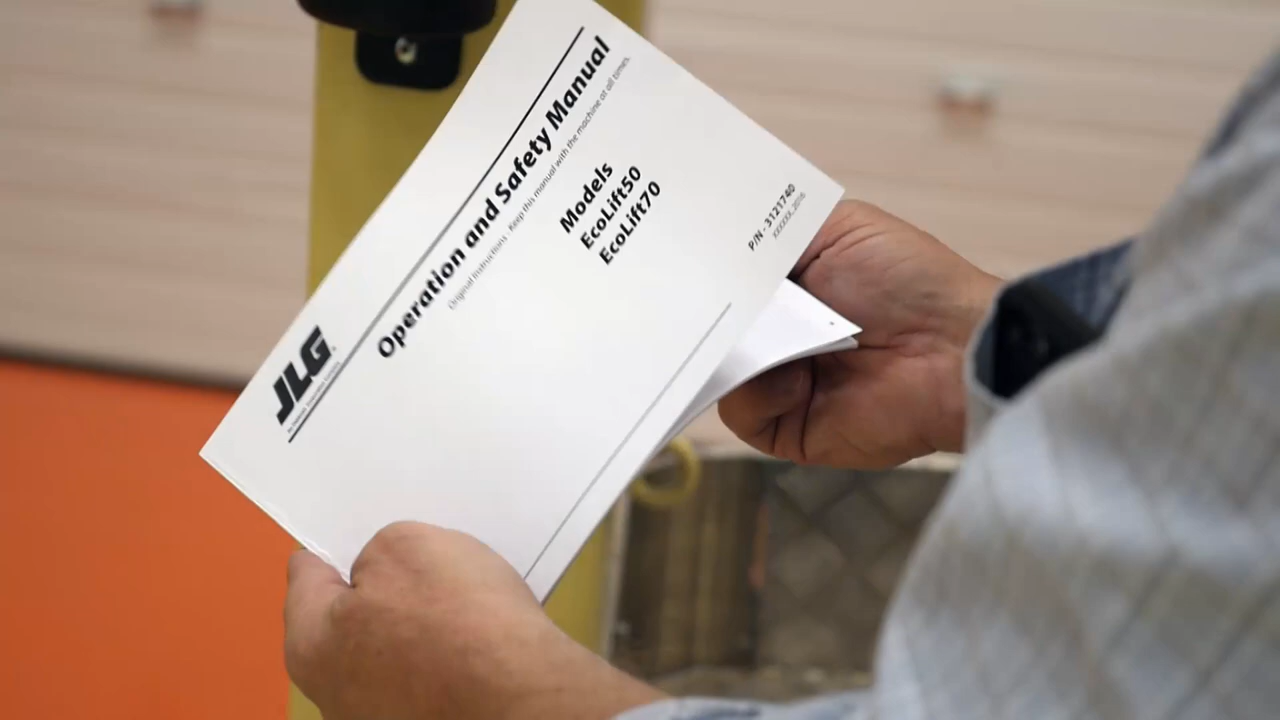 JLG
Operation and Safety Manual
Original Instructions - Keep this manual with the machine at all times.
Models
EcoLift50
EcoLift70
P/N - 3121740